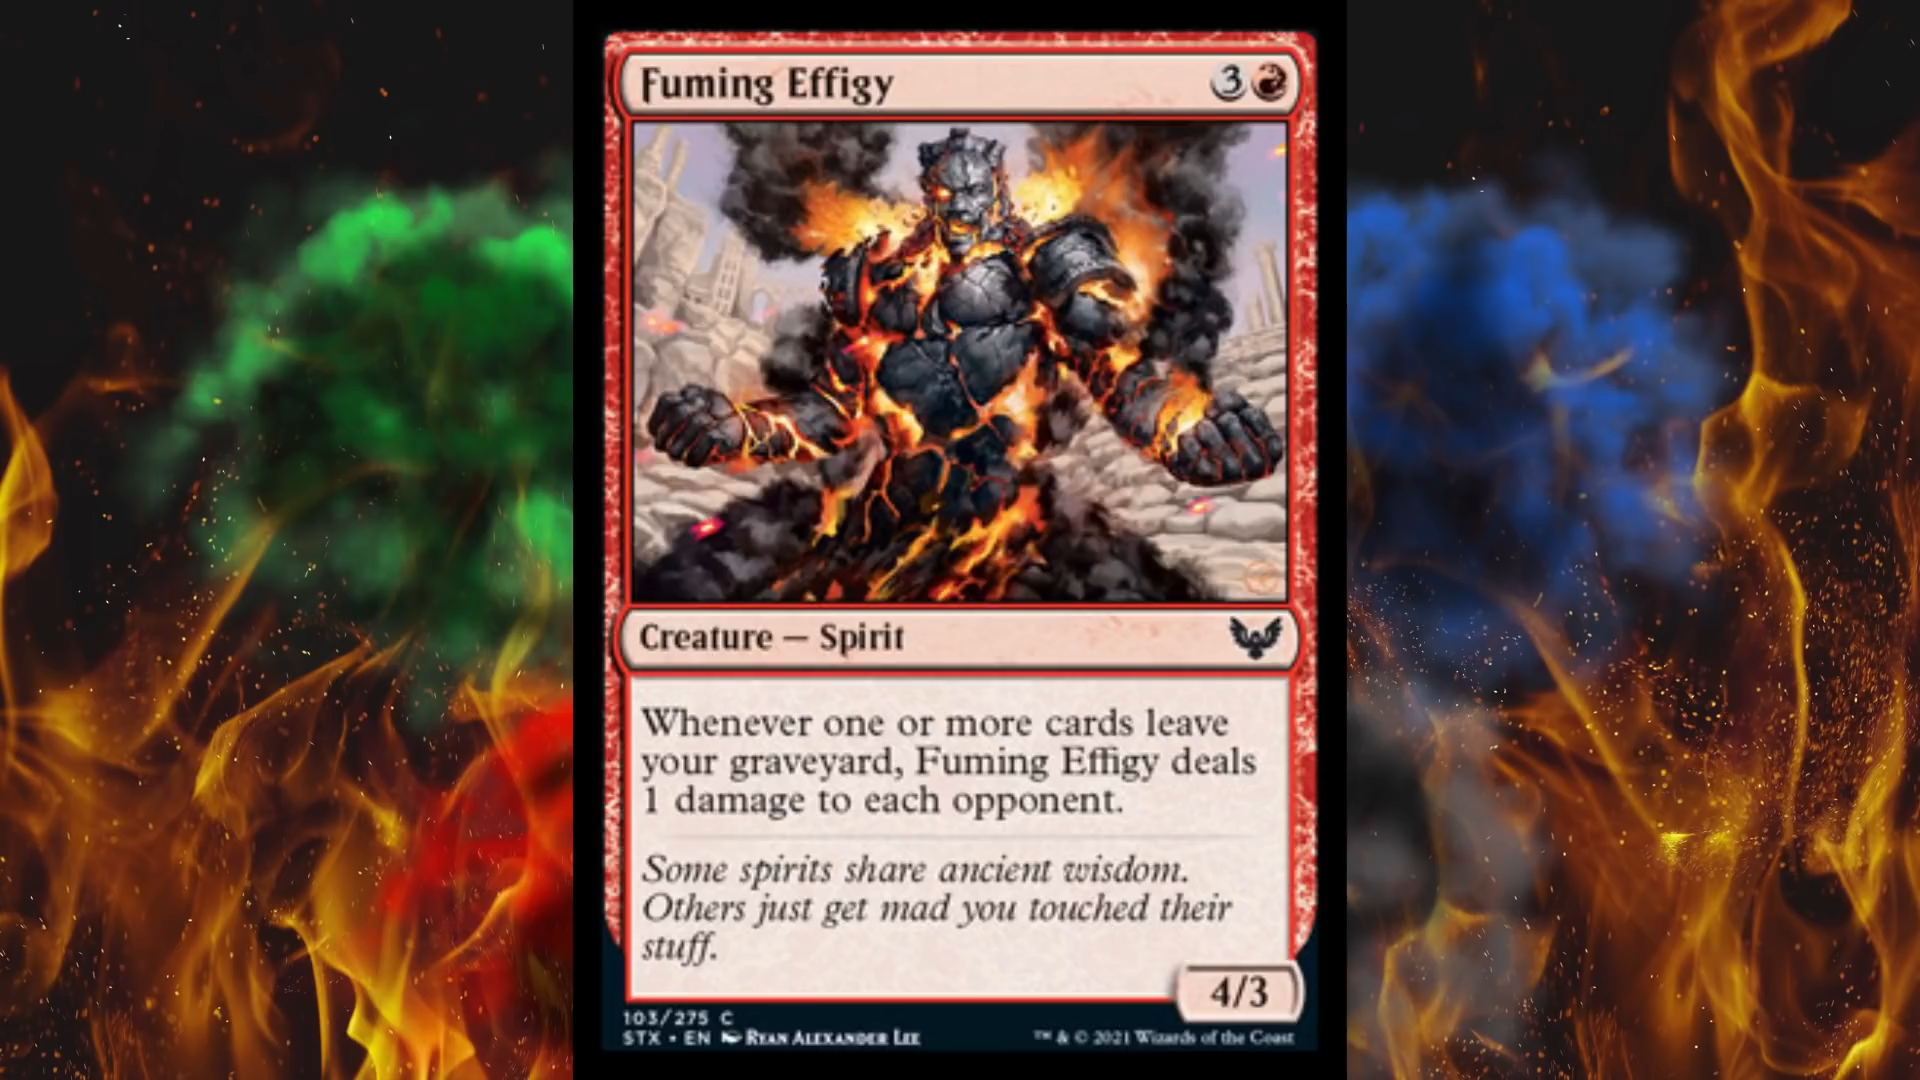 Fuming Effigy 3
Creature — Spirit
Whenever one or more cards leave
your graveyard, Fuming Effigy deals
1 damage to each opponent.
Some spirits share ancient wisdom.
Others just get mad you touched their
stuff.
4/3
103/275 C
STX • EN Ryan Alexander Lee
™ & © 2021 Wizards of the Coast